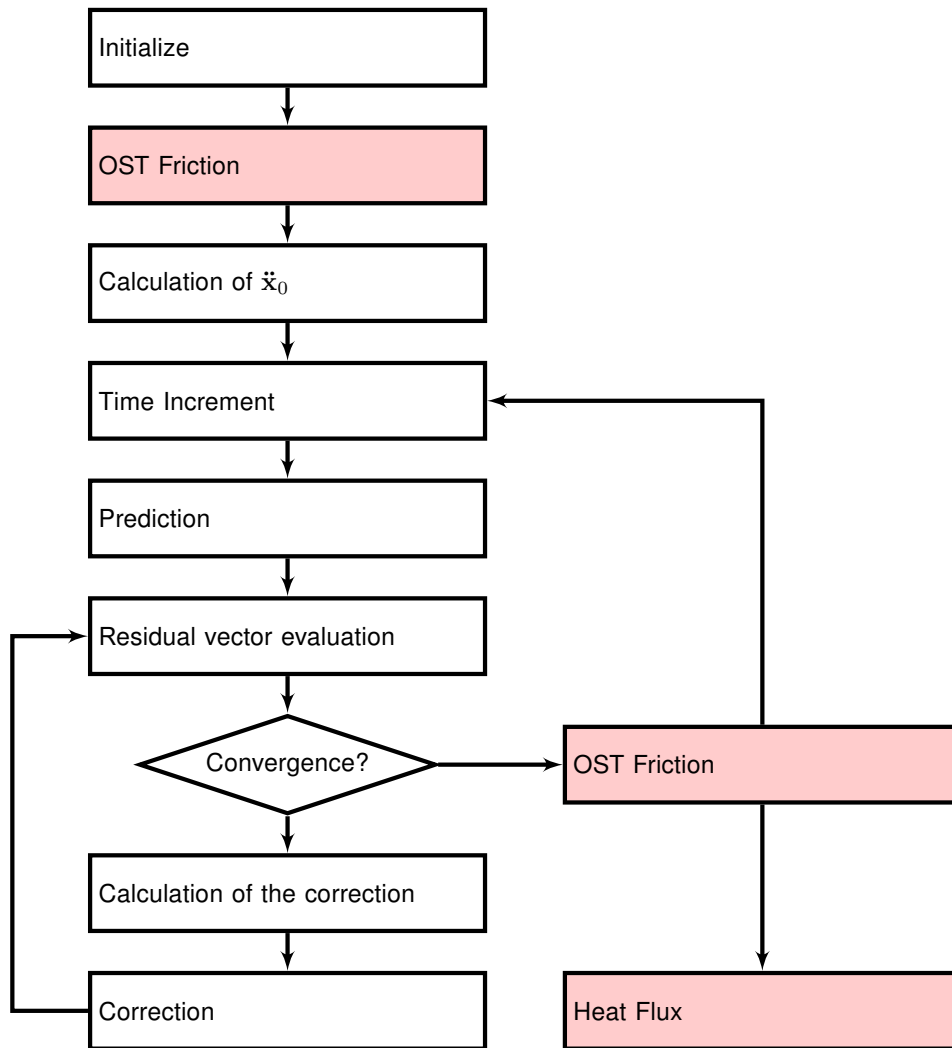 Initialize
OST Friction
Calculation of ẍ₀
Time Increment
Prediction
Residual vector evaluation
Convergence?
OST Friction
Calculation of the correction
Correction
Heat Flux